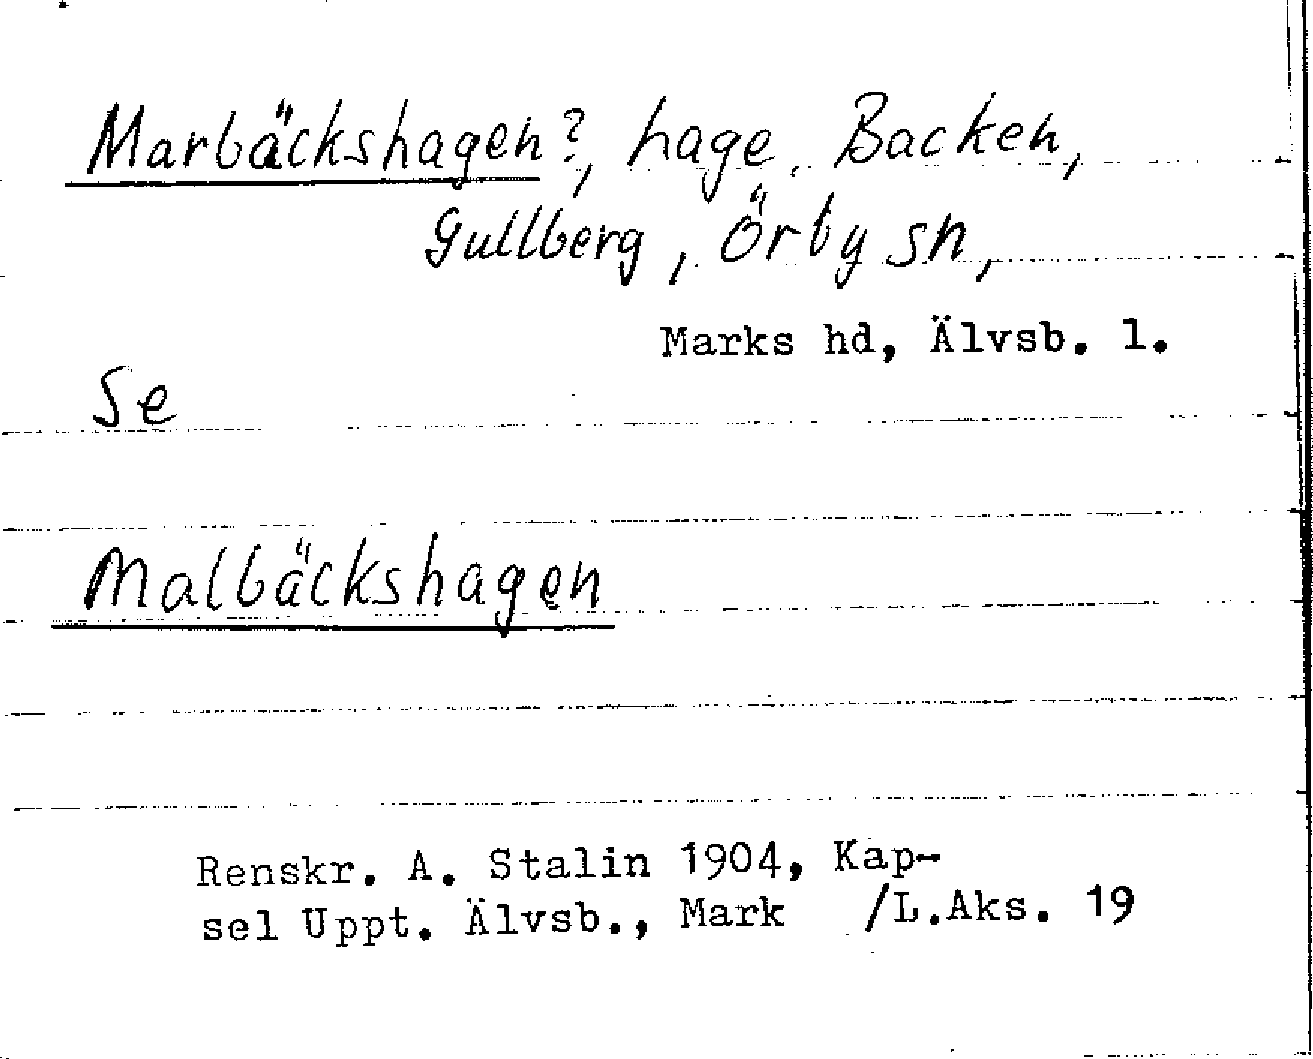 Marbäckshagen?, hage, Backen,
Gullberg, Örby sn,
Marks hd, Älvsb. l.
Se
Malbäckshagen
Renskr. A. Stalin 1904, Kap-
sel Uppt. Älvsb., Mark /L.Aks. 19